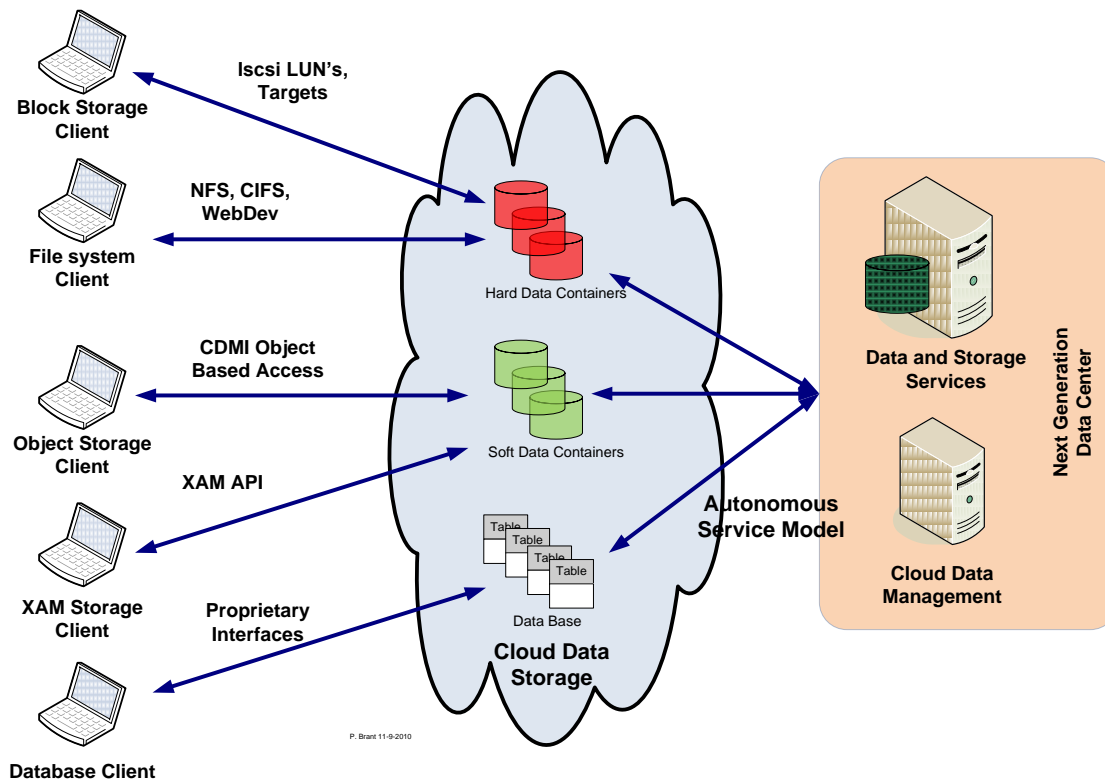 Block Storage
Client
Iscsi LUN's,
Targets
File system
Client
NFS, CIFS,
WebDev
Object Storage
Client
CDMI Object
Based Access
XAM Storage
Client
XAM API
Database Client
Proprietary
Interfaces
Hard Data Containers
Soft Data Containers
Table
Table
Table
Table
Data Base
Cloud Data
Storage
P. Brant 11-9-2010
Autonomous
Service Model
Data and Storage
Services
Cloud Data
Management
Next Generation
Data Center